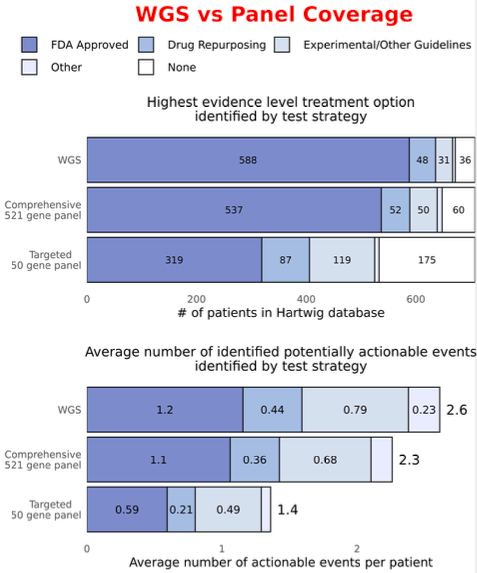 WGS vs Panel Coverage
FDA Approved Drug Repurposing Experimental/Other Guidelines
Other None
Highest evidence level treatment option
identified by test strategy
WGS 588 48 31 36
Comprehensive
521 gene panel 537 52 50 60
Targeted
50 gene panel 319 87 119 175
0 200 400 600
# of patients in Hartwig database
Average number of identified potentially actionable events
identified by test strategy
WGS 1.2 0.44 0.79 0.23 2.6
Comprehensive
521 gene panel 1.1 0.36 0.68 2.3
Targeted
50 gene panel 0.59 0.21 0.49 1.4
0 1 2
Average number of actionable events per patient